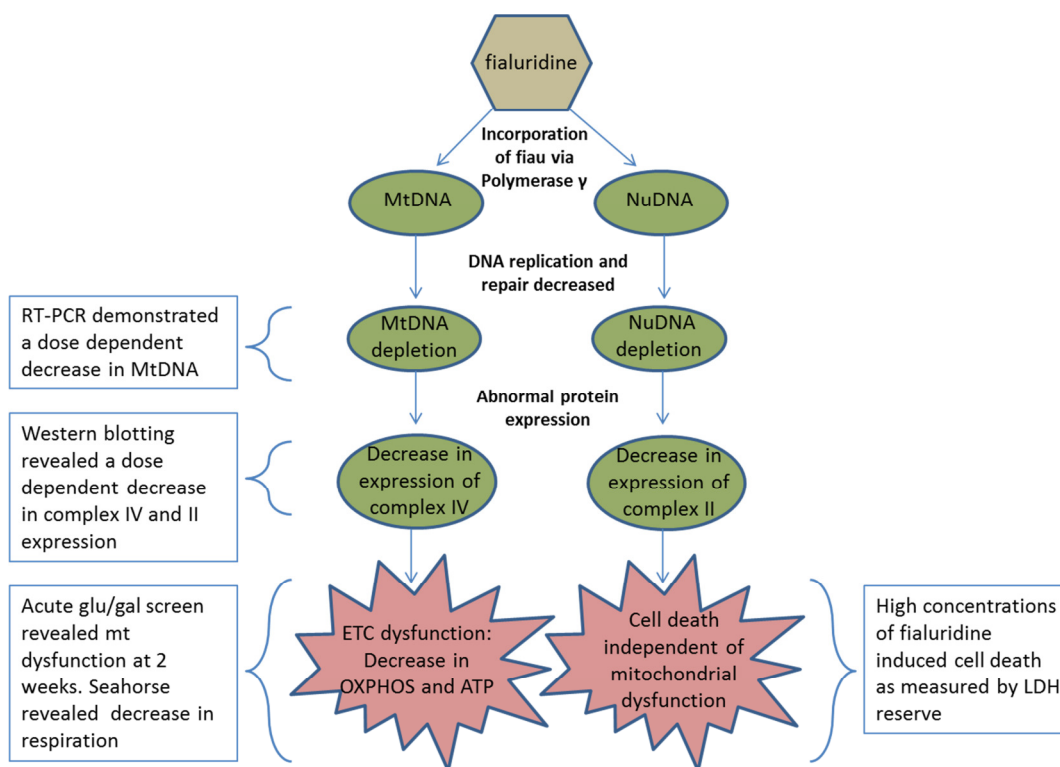 fialuridine
Incorporation
of fiau via
Polymerase γ
MtDNA
NuDNA
DNA replication and
repair decreased
RT-PCR demonstrated
a dose dependent
decrease in MtDNA
MtDNA
depletion
NuDNA
depletion
Abnormal protein
expression
Western blotting
revealed a dose
dependent decrease
in complex IV and II
expression
Decrease in
expression of
complex IV
Decrease in
expression of
complex II
Acute glu/gal screen
revealed mt
dysfunction at 2
weeks. Seahorse
revealed decrease in
respiration
ETC dysfunction:
Decrease in
OXPHOS and ATP
Cell death
independent of
mitochondrial
dysfunction
High concentrations
of fialuridine
induced cell death
as measured by LDH
reserve